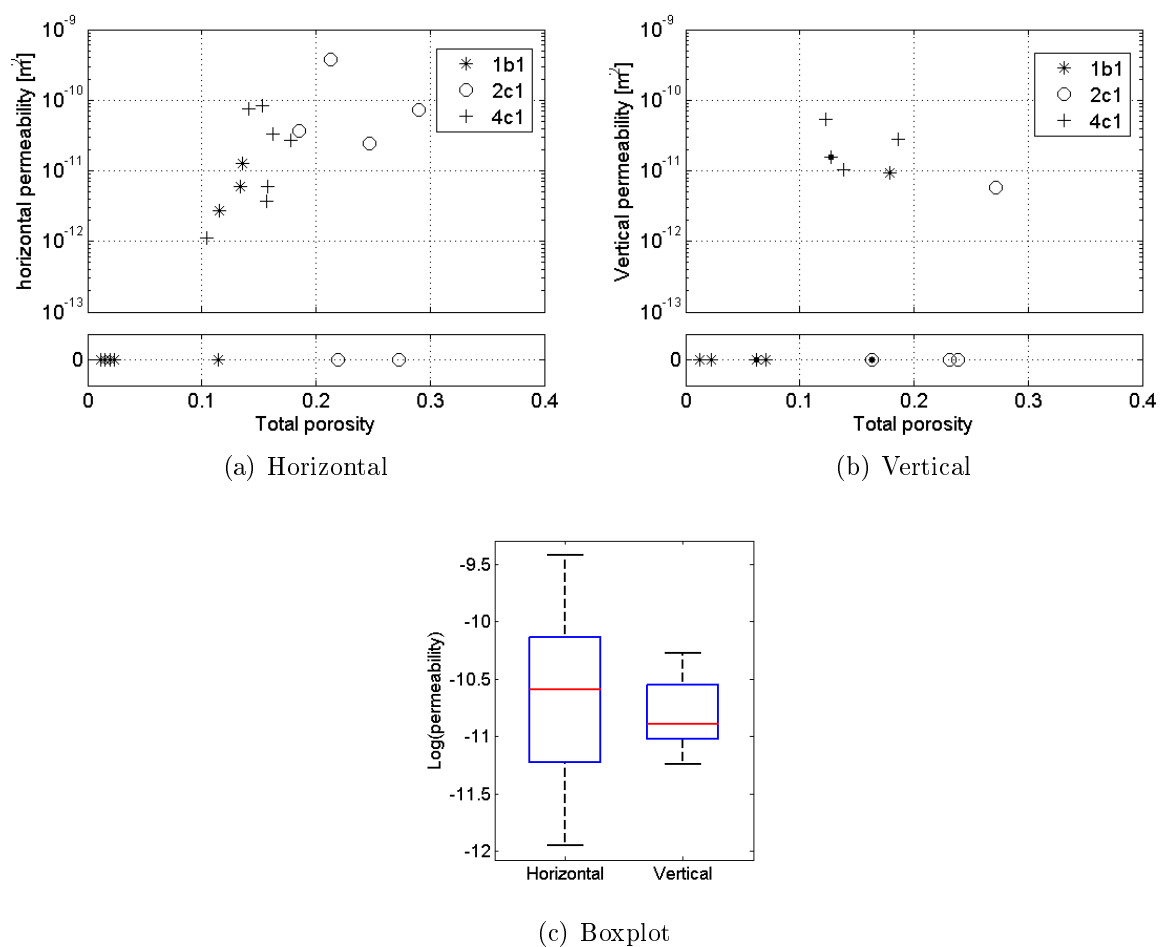 10^-9
10^-10
10^-11
10^-12
10^-13
horizontal permeability [m^2]
1b1
2c1
4c1
0
0 0.1 0.2 0.3 0.4
Total porosity
(a) Horizontal
10^-9
10^-10
10^-11
10^-12
10^-13
Vertical permeability [m^2]
1b1
2c1
4c1
0
0 0.1 0.2 0.3 0.4
Total porosity
(b) Vertical
-9.5
-10
-10.5
-11
-11.5
-12
Log(permeability)
Horizontal Vertical
(c) Boxplot